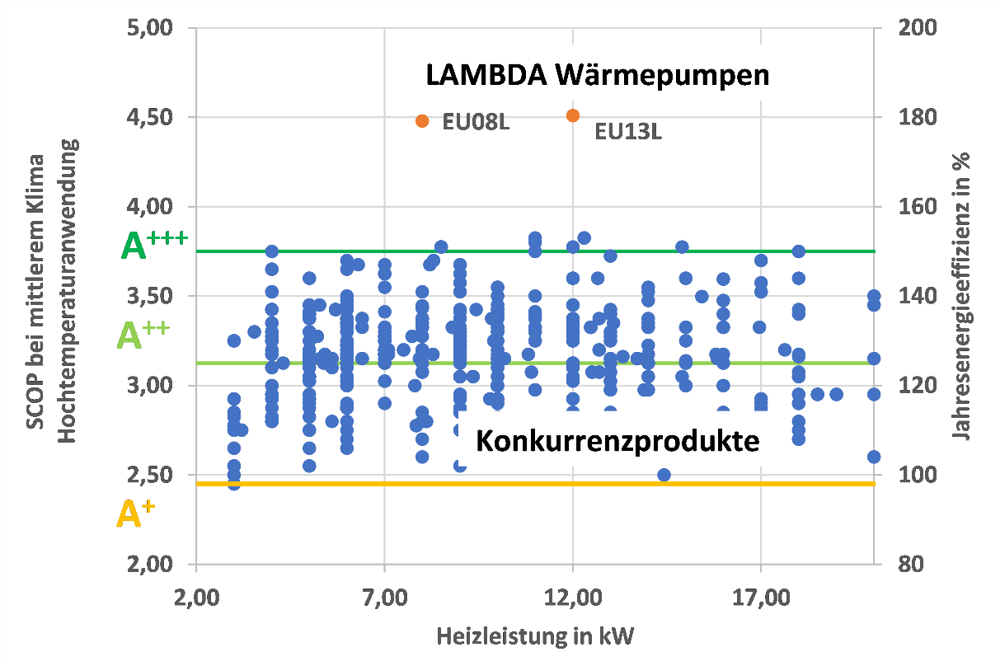 5,00
200
LAMBDA Wärmepumpen
4,50
EU08L
EU13L
180
SCOP bei mittlerem Klima
Hochtemperaturanwendung
Jahresenergieeffizienz in %
4,00
160
A+++
3,50
140
A++
3,00
120
Konkurrenzprodukte
2,50
100
A+
2,00
80
2,00
7,00
12,00
17,00
Heizleistung in kW